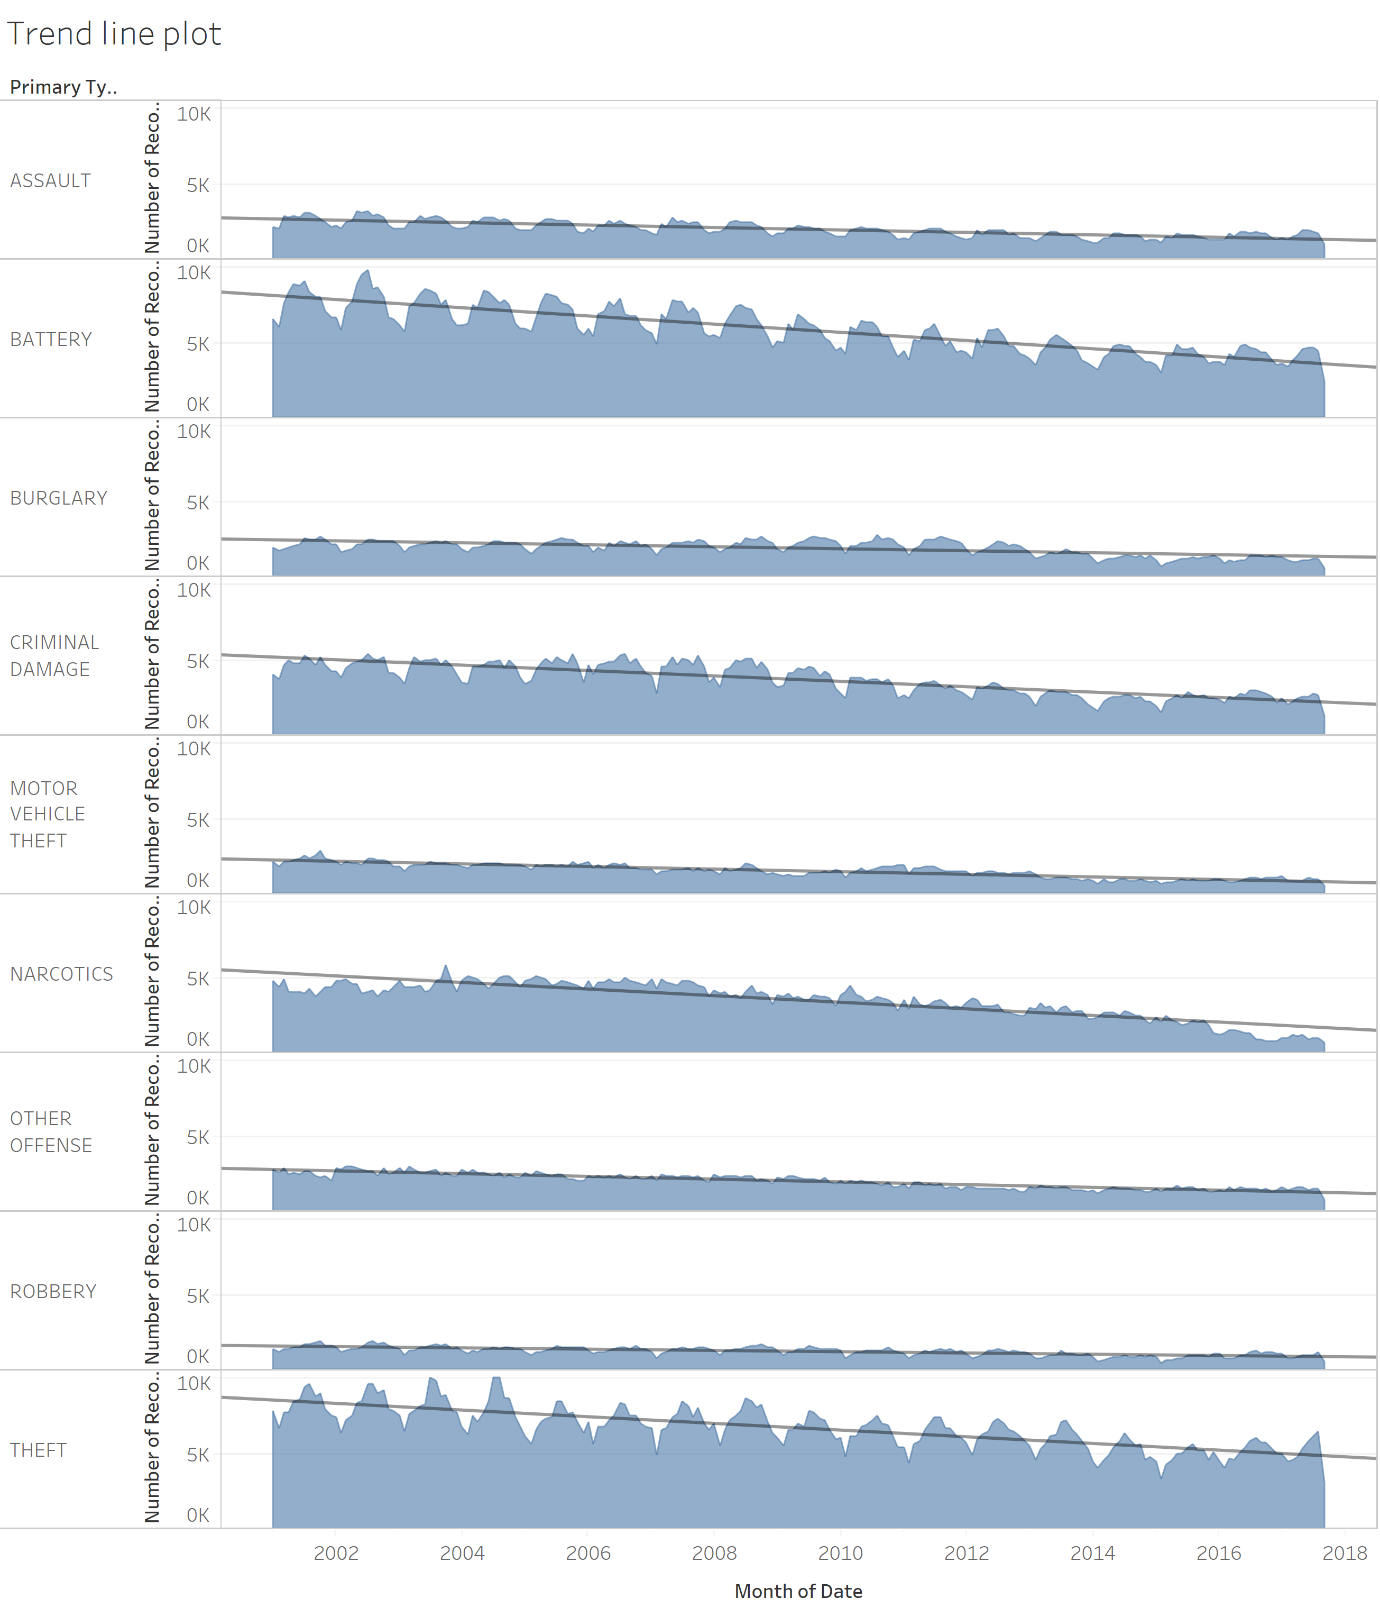 Trend line plot
Primary Ty..
ASSAULT
Number of Reco..
10K
5K
0K
BATTERY
Number of Reco..
10K
5K
0K
BURGLARY
Number of Reco..
10K
5K
0K
CRIMINAL
DAMAGE
Number of Reco..
10K
5K
0K
MOTOR
VEHICLE
THEFT
Number of Reco..
10K
5K
0K
NARCOTICS
Number of Reco..
10K
5K
0K
OTHER
OFFENSE
Number of Reco..
10K
5K
0K
ROBBERY
Number of Reco..
10K
5K
0K
THEFT
Number of Reco..
10K
5K
0K
2002 2004 2006 2008 2010 2012 2014 2016 2018
Month of Date